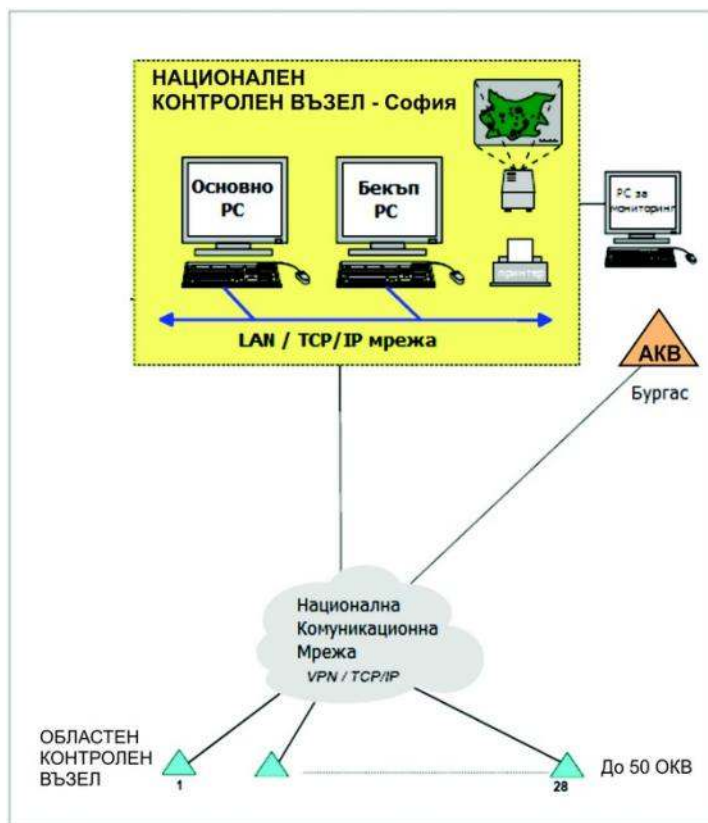 НАЦИОНАЛЕН
КОНТРОЛЕН ВЪЗЕЛ - София
Основно
PC
Бекъп
PC
PC за
мониторинг
принтер
LAN / TCP/IP мрежа
АКВ
Бургас
Национална
Комуникационна
Мрежа
VPN / TCP/IP
ОБЛАСТЕН
КОНТРОЛЕН
ВЪЗЕЛ
1
28
До 50 ОКВ